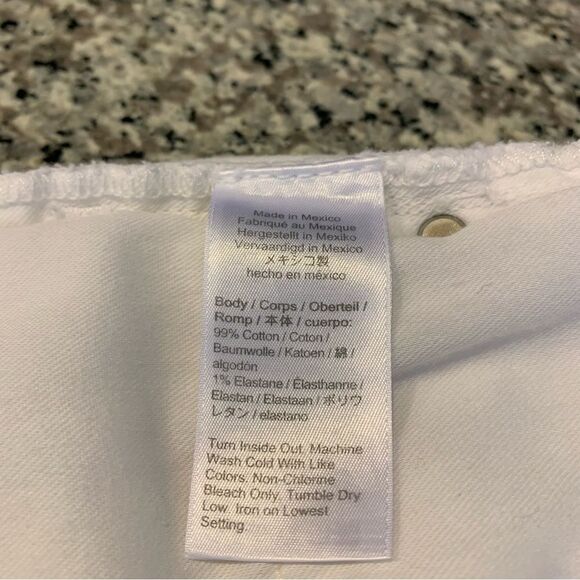 Made in Mexico
Fabriqué au Mexique
Hergestellt in Mexiko
Vervaardigd in Mexico
メキシコ製
hecho en méxico
Body / Corps / Oberteil /
Romp / 本体 / cuerpo:
99% Cotton / Coton /
Baumwolle / Katoen / 綿 /
algodón
1% Elastane / Élasthanne /
Elastan / Elastaan / ポリウ
レタン / elastano
Turn Inside Out. Machine
Wash Cold With Like
Colors. Non-Chlorine
Bleach Only. Tumble Dry
Low. Iron on Lowest
Setting.